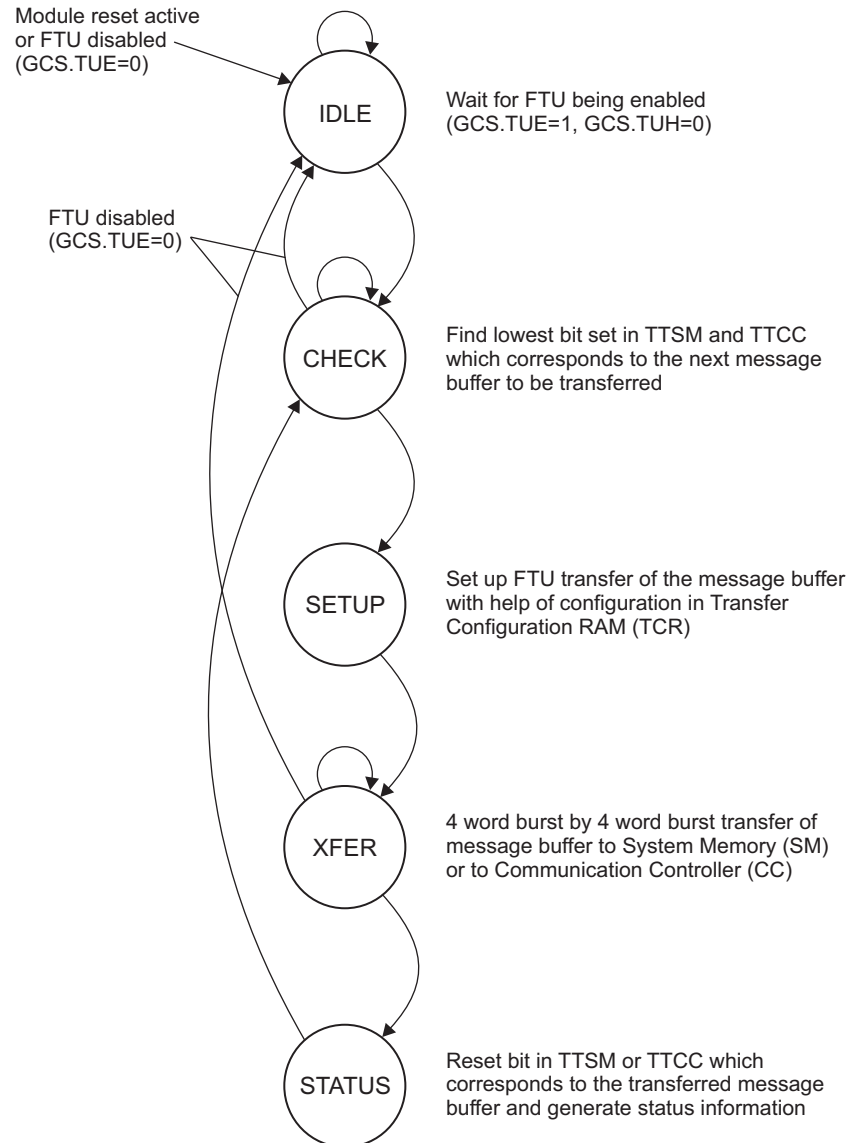 Module reset active
or FTU disabled
(GCS.TUE=0)
IDLE
Wait for FTU being enabled
(GCS.TUE=1, GCS.TUH=0)
FTU disabled
(GCS.TUE=0)
CHECK
Find lowest bit set in TTSM and TTCC
which corresponds to the next message
buffer to be transferred
SETUP
Set up FTU transfer of the message buffer
with help of configuration in Transfer
Configuration RAM (TCR)
XFER
4 word burst by 4 word burst transfer of
message buffer to System Memory (SM)
or to Communication Controller (CC)
STATUS
Reset bit in TTSM or TTCC which
corresponds to the transferred message
buffer and generate status information